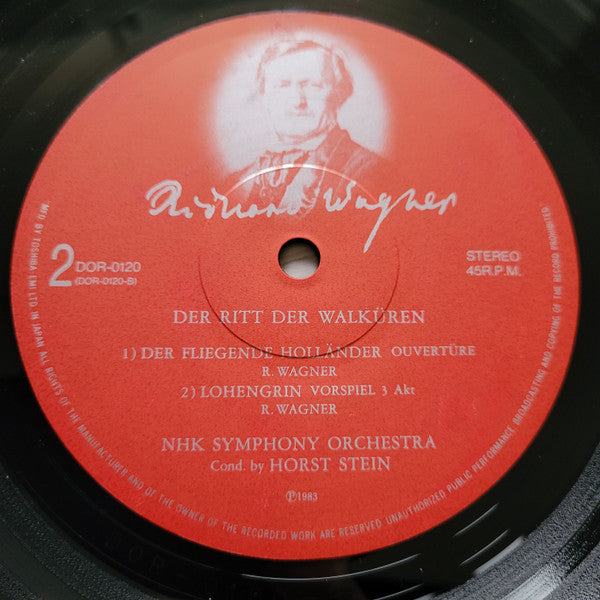 Richard Wagner
2
DOR-0120
(DOR-0120-B)
STEREO
45R.P.M.
DER RITT DER WALKÜREN
1) DER FLIEGENDE HOLLÄNDER OUVERTÜRE
R. WAGNER
2) LOHENGRIN VORSPIEL 3 Akt
R. WAGNER
NHK SYMPHONY ORCHESTRA
Cond. by HORST STEIN
Ⓟ1983
MFD BY TOSHIBA EMI LTD IN JAPAN ALL RIGHTS OF THE MANUFACTURER AND OF THE OWNER OF THE RECORDED WORK ARE RESERVED. UNAUTHORIZED PUBLIC PERFORMANCE BROADCASTING AND COPYING OF THE RECORD PROHIBITED